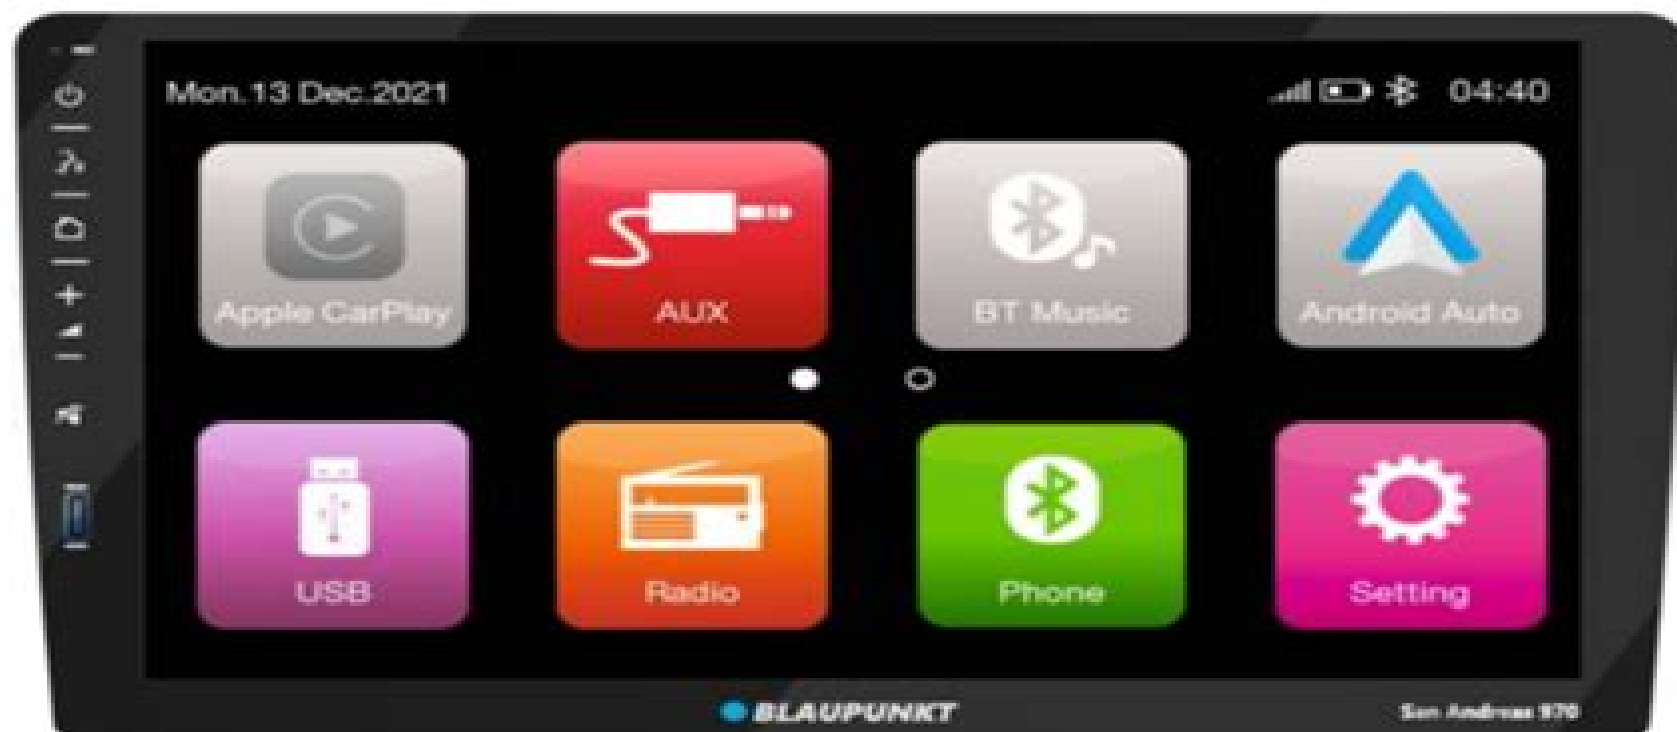 Mon.13 Dec.2021 04:40
Apple CarPlay AUX BT Music Android Auto
USB Radio Phone Setting
BLAUPUNKT San Andreas 970